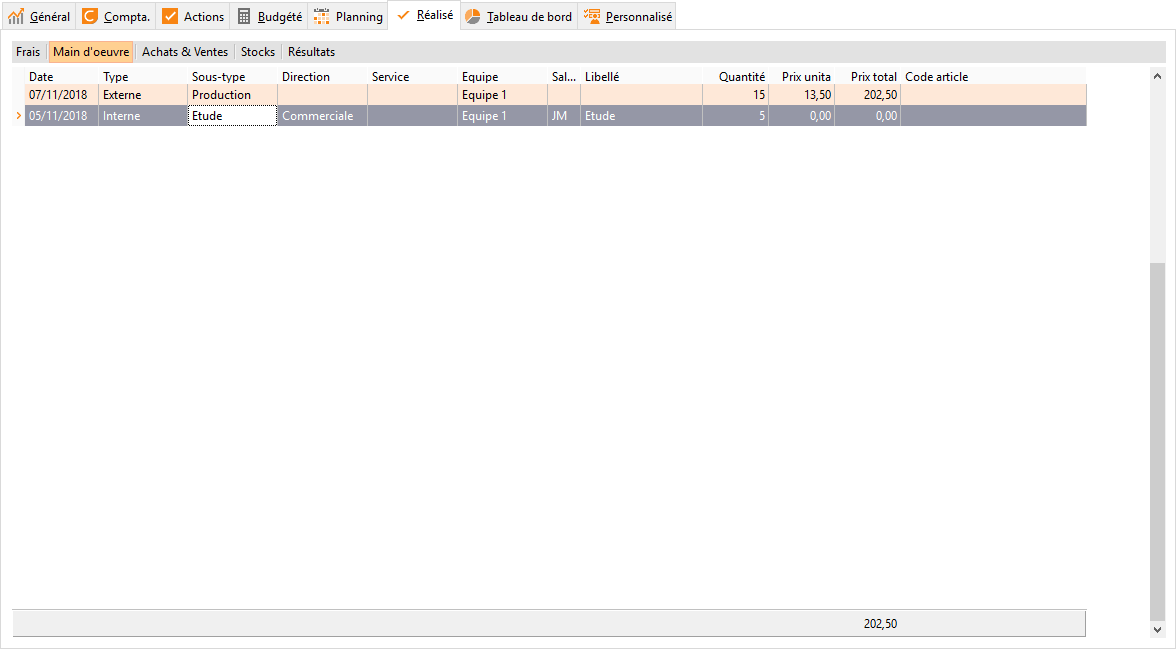 Général Compta. Actions Budgété Planning Réalisé Tableau de bord Personnalisé
Frais Main d'oeuvre Achats & Ventes Stocks Résultats
Date Type Sous-type Direction Service Equipe Sal... Libellé Quantité Prix unita Prix total Code article
07/11/2018 Externe Production Equipe 1 15 13,50 202,50
05/11/2018 Interne Etude Commerciale Equipe 1 JM Etude 5 0,00 0,00
202,50